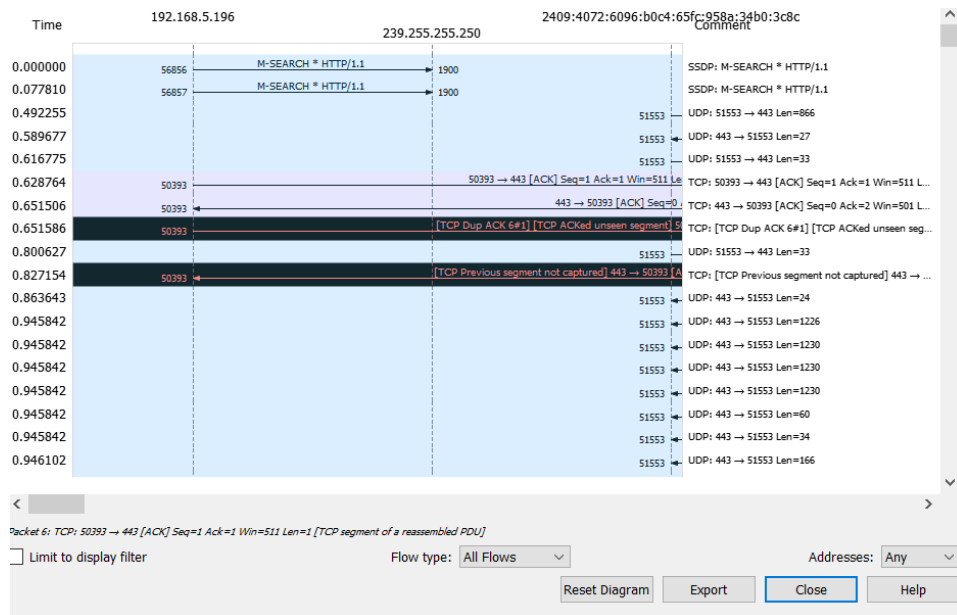 192.168.5.196 2409:4072:6096:b0c4:65fc:958a:34b0:3c8c
Time 239.255.255.250 Comment
0.000000 56856 M-SEARCH * HTTP/1.1 1900 SSDP: M-SEARCH * HTTP/1.1
0.077810 56857 M-SEARCH * HTTP/1.1 1900 SSDP: M-SEARCH * HTTP/1.1
0.492255 51553 UDP: 51553 → 443 Len=866
0.589677 51553 UDP: 443 → 51553 Len=27
0.616775 51553 UDP: 51553 → 443 Len=33
0.628764 50393 50393 → 443 [ACK] Seq=1 Ack=1 Win=511 Le TCP: 50393 → 443 [ACK] Seq=1 Ack=1 Win=511 L...
0.651506 50393 443 → 50393 [ACK] Seq=0 TCP: 443 → 50393 [ACK] Seq=0 Ack=2 Win=501 L...
0.651586 50393 [TCP Dup ACK 6#1] [TCP ACKed unseen segment] 50 TCP: [TCP Dup ACK 6#1] [TCP ACKed unseen seg...
0.800627 51553 UDP: 51553 → 443 Len=33
0.827154 50393 [TCP Previous segment not captured] 443 → 50393 [A TCP: [TCP Previous segment not captured] 443 → ...
0.863643 51553 UDP: 443 → 51553 Len=24
0.945842 51553 UDP: 443 → 51553 Len=1226
0.945842 51553 UDP: 443 → 51553 Len=1230
0.945842 51553 UDP: 443 → 51553 Len=1230
0.945842 51553 UDP: 443 → 51553 Len=1230
0.945842 51553 UDP: 443 → 51553 Len=60
0.945842 51553 UDP: 443 → 51553 Len=34
0.946102 51553 UDP: 443 → 51553 Len=166
Packet 6: TCP: 50393 → 443 [ACK] Seq=1 Ack=1 Win=511 Len=1 [TCP segment of a reassembled PDU]
Limit to display filter Flow type: All Flows Addresses: Any
Reset Diagram Export Close Help